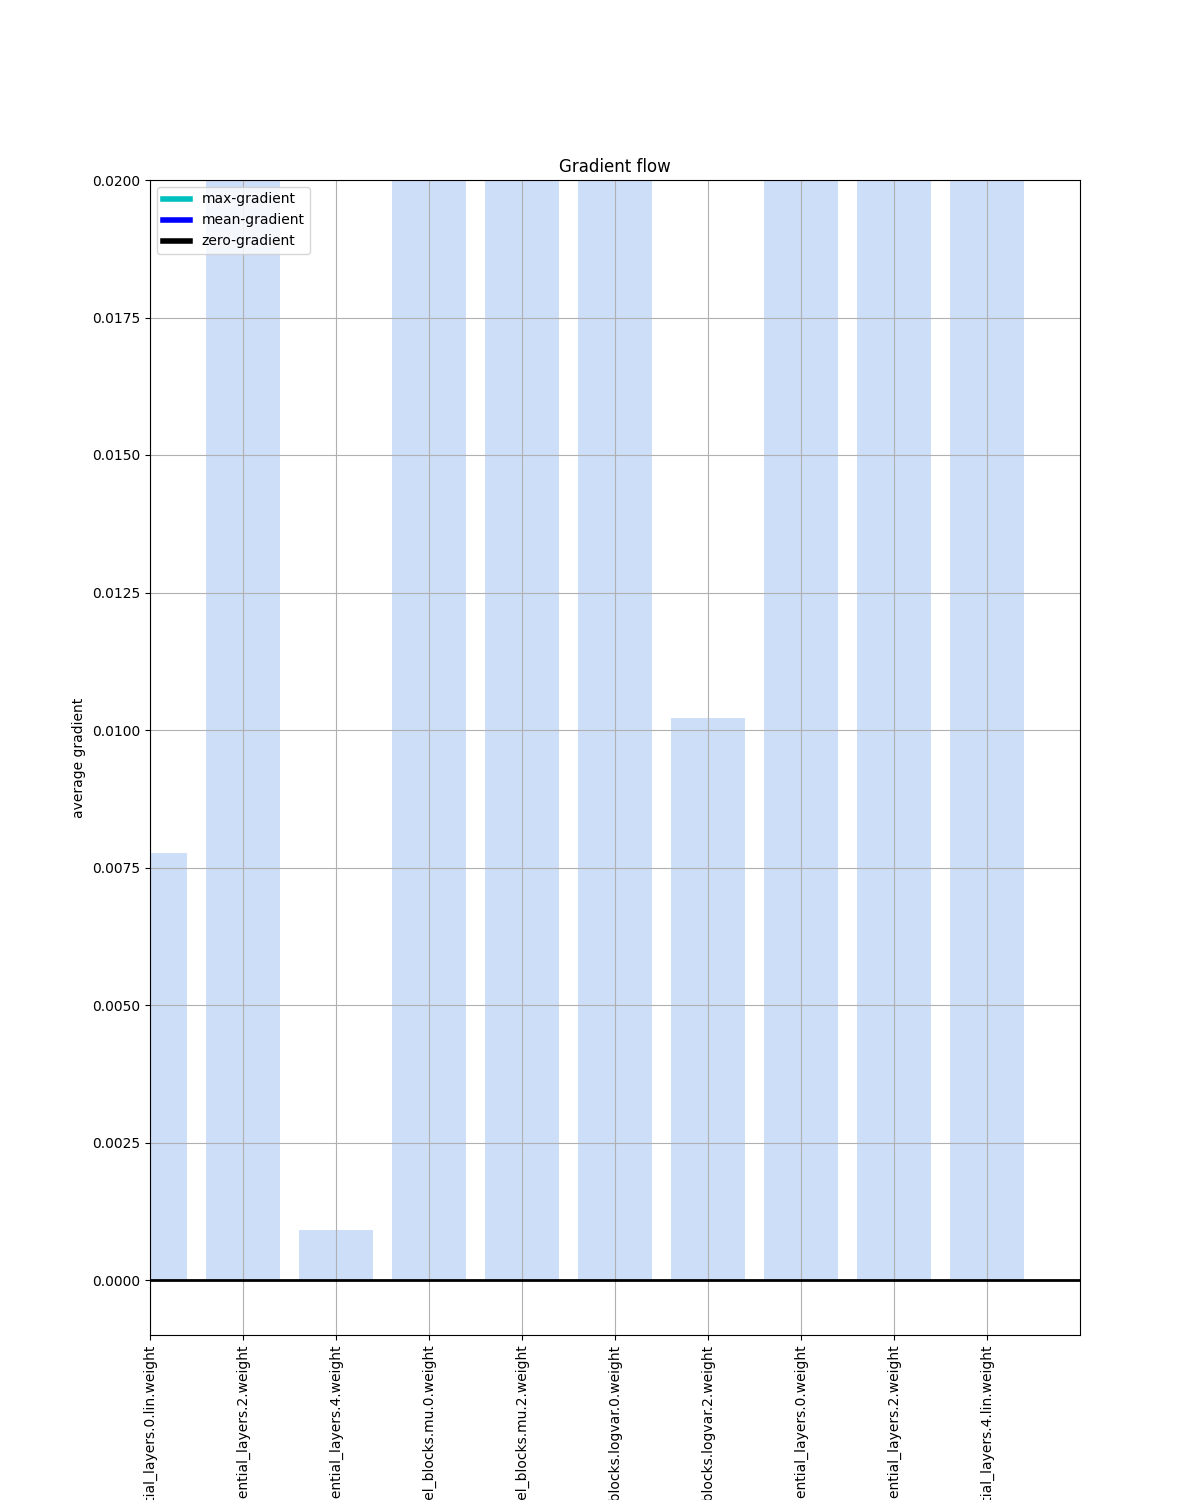 Gradient flow
max-gradient
mean-gradient
zero-gradient
0.0200
0.0175
0.0150
0.0125
0.0100
0.0075
0.0050
0.0025
0.0000
average gradient
tial_layers.0.lin.weight
ential_layers.2.weight
ential_layers.4.weight
el_blocks.mu.0.weight
el_blocks.mu.2.weight
blocks.logvar.0.weight
blocks.logvar.2.weight
ential_layers.0.weight
ential_layers.2.weight
tial_layers.4.lin.weight